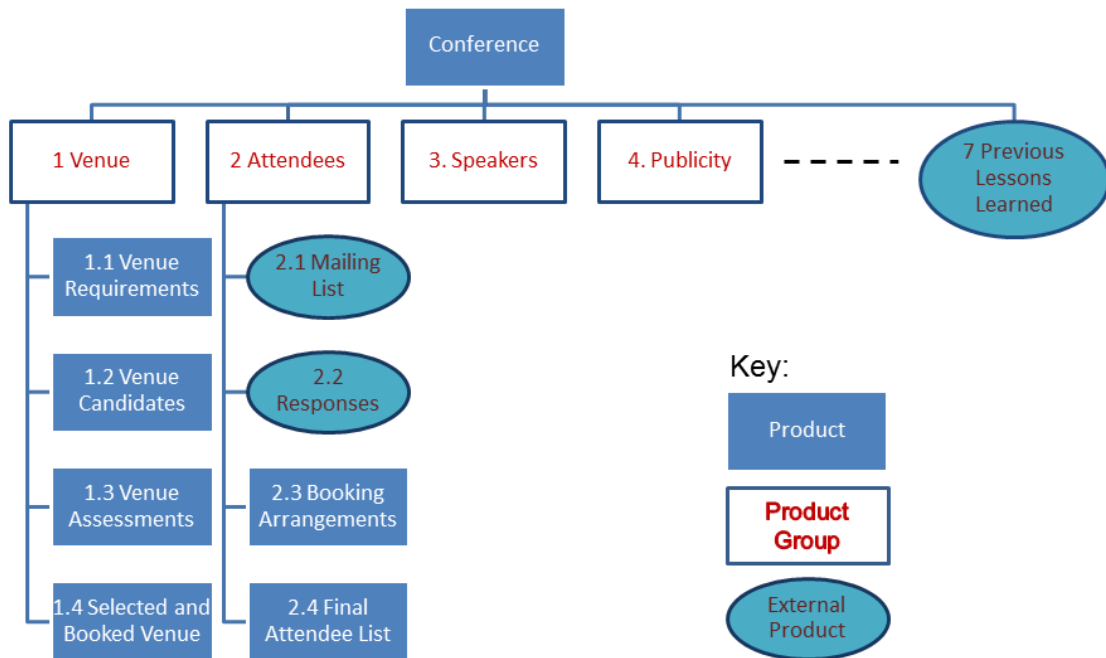 Conference
1 Venue
2 Attendees
3. Speakers
4. Publicity
7 Previous
Lessons
Learned
1.1 Venue
Requirements
2.1 Mailing
List
1.2 Venue
Candidates
2.2
Responses
1.3 Venue
Assessments
2.3 Booking
Arrangements
1.4 Selected and
Booked Venue
2.4 Final
Attendee List
Key:
Product
Product
Group
External
Product